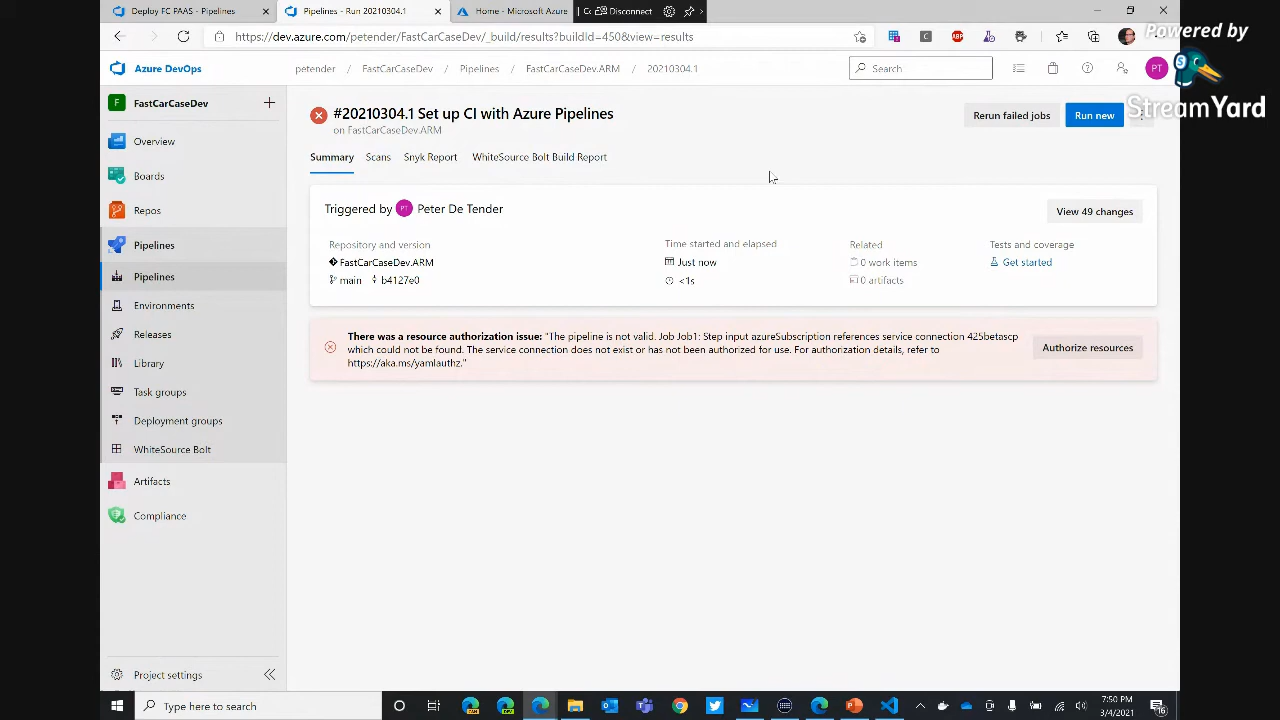 Deploy FC PAAS - Pipelines
Pipelines - Run 20210304.1
Home - Microsoft Azure
Disconnect
https://dev.azure.com/petender/FastCarCaseDev/_build/results?buildId=450&view=results
Powered by
StreamYard
Azure DevOps
petender / FastCarCaseDev / Pipelines / FastCarCaseDev.ARM / 20210304.1
Search
PT
F FastCarCaseDev
Overview
Boards
Repos
Pipelines
Pipelines
Environments
Releases
Library
Task groups
Deployment groups
WhiteSource Bolt
Artifacts
Compliance
Project settings
#20210304.1 Set up CI with Azure Pipelines
on FastCarCaseDev.ARM
Rerun failed jobs
Run new
Summary Scans Snyk Report WhiteSource Bolt Build Report
Triggered by PT Peter De Tender
View 49 changes
Repository and version
FastCarCaseDev.ARM
main b4127e0
Time started and elapsed
Just now
<1s
Related
0 work items
0 artifacts
Tests and coverage
Get started
There was a resource authorization issue: "The pipeline is not valid. Job Job1: Step input azureSubscription references service connection 425betascp
which could not be found. The service connection does not exist or has not been authorized for use. For authorization details, refer to
https://aka.ms/yamlauthz."
Authorize resources
Type here to search
7:50 PM
3/4/2021